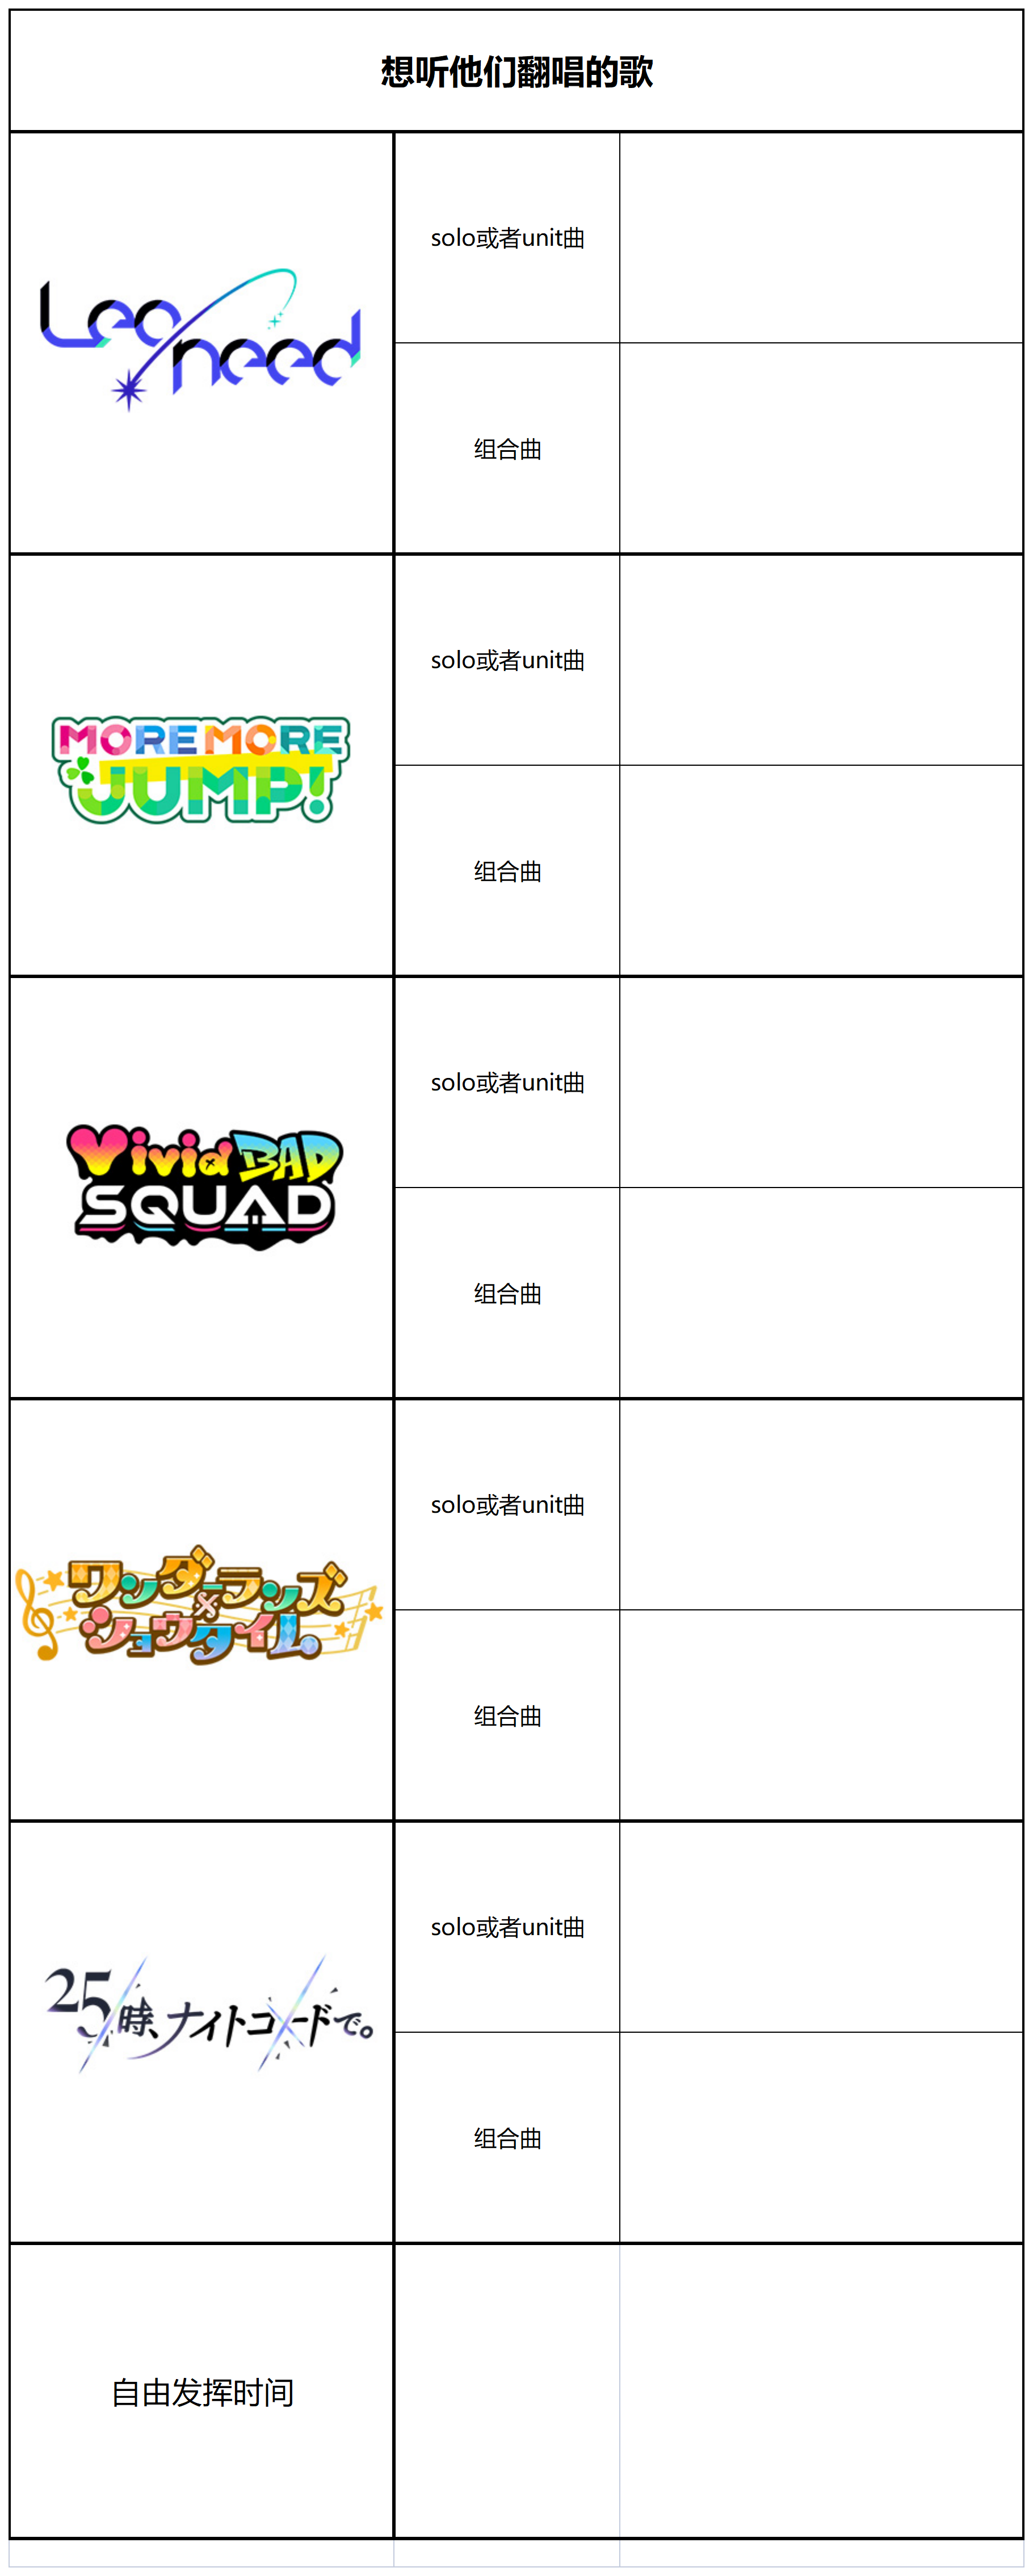 想听他们翻唱的歌
Leo/need
solo或者unit曲
组合曲
MORE MORE
JUMP!
solo或者unit曲
组合曲
Vivid BAD
SQUAD
solo或者unit曲
组合曲
ワンダーランズ
×
ショウタイム
solo或者unit曲
组合曲
25時、ナイトコードで。
solo或者unit曲
组合曲
自由发挥时间